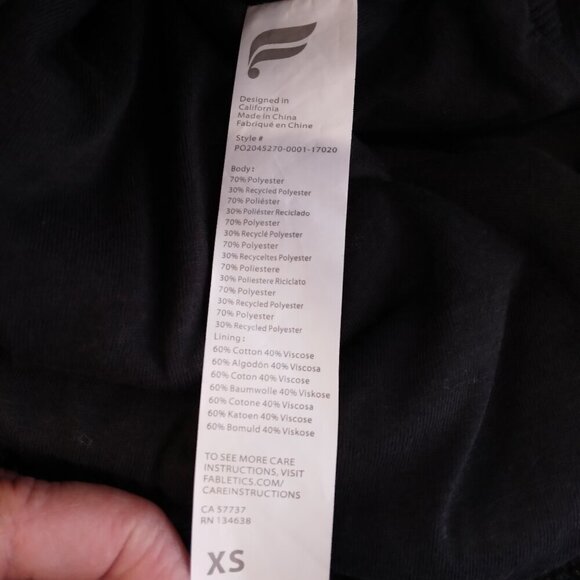 Designed in
California
Made in China
Fabriqué en Chine
Style #
PO2045270-0001-17020
Body:
70% Polyester
30% Recycled Polyester
70% Poliéster
30% Poliéster Reciclado
70% Polyester
30% Recyclé Polyester
70% Polyester
30% Recyceltes Polyester
70% Poliestere
30% Poliestere Riciclato
70% Polyester
30% Recycled Polyester
70% Polyester
30% Recycled Polyester
Lining:
60% Cotton 40% Viscose
60% Algodón 40% Viscosa
60% Coton 40% Viscose
60% Baumwolle 40% Viskose
60% Cotone 40% Viscosa
60% Katoen 40% Viscose
60% Bomuld 40% Viskose
TO SEE MORE CARE
INSTRUCTIONS, VISIT
FABLETICS.COM/
CAREINSTRUCTIONS
CA 57737
RN 134638
XS